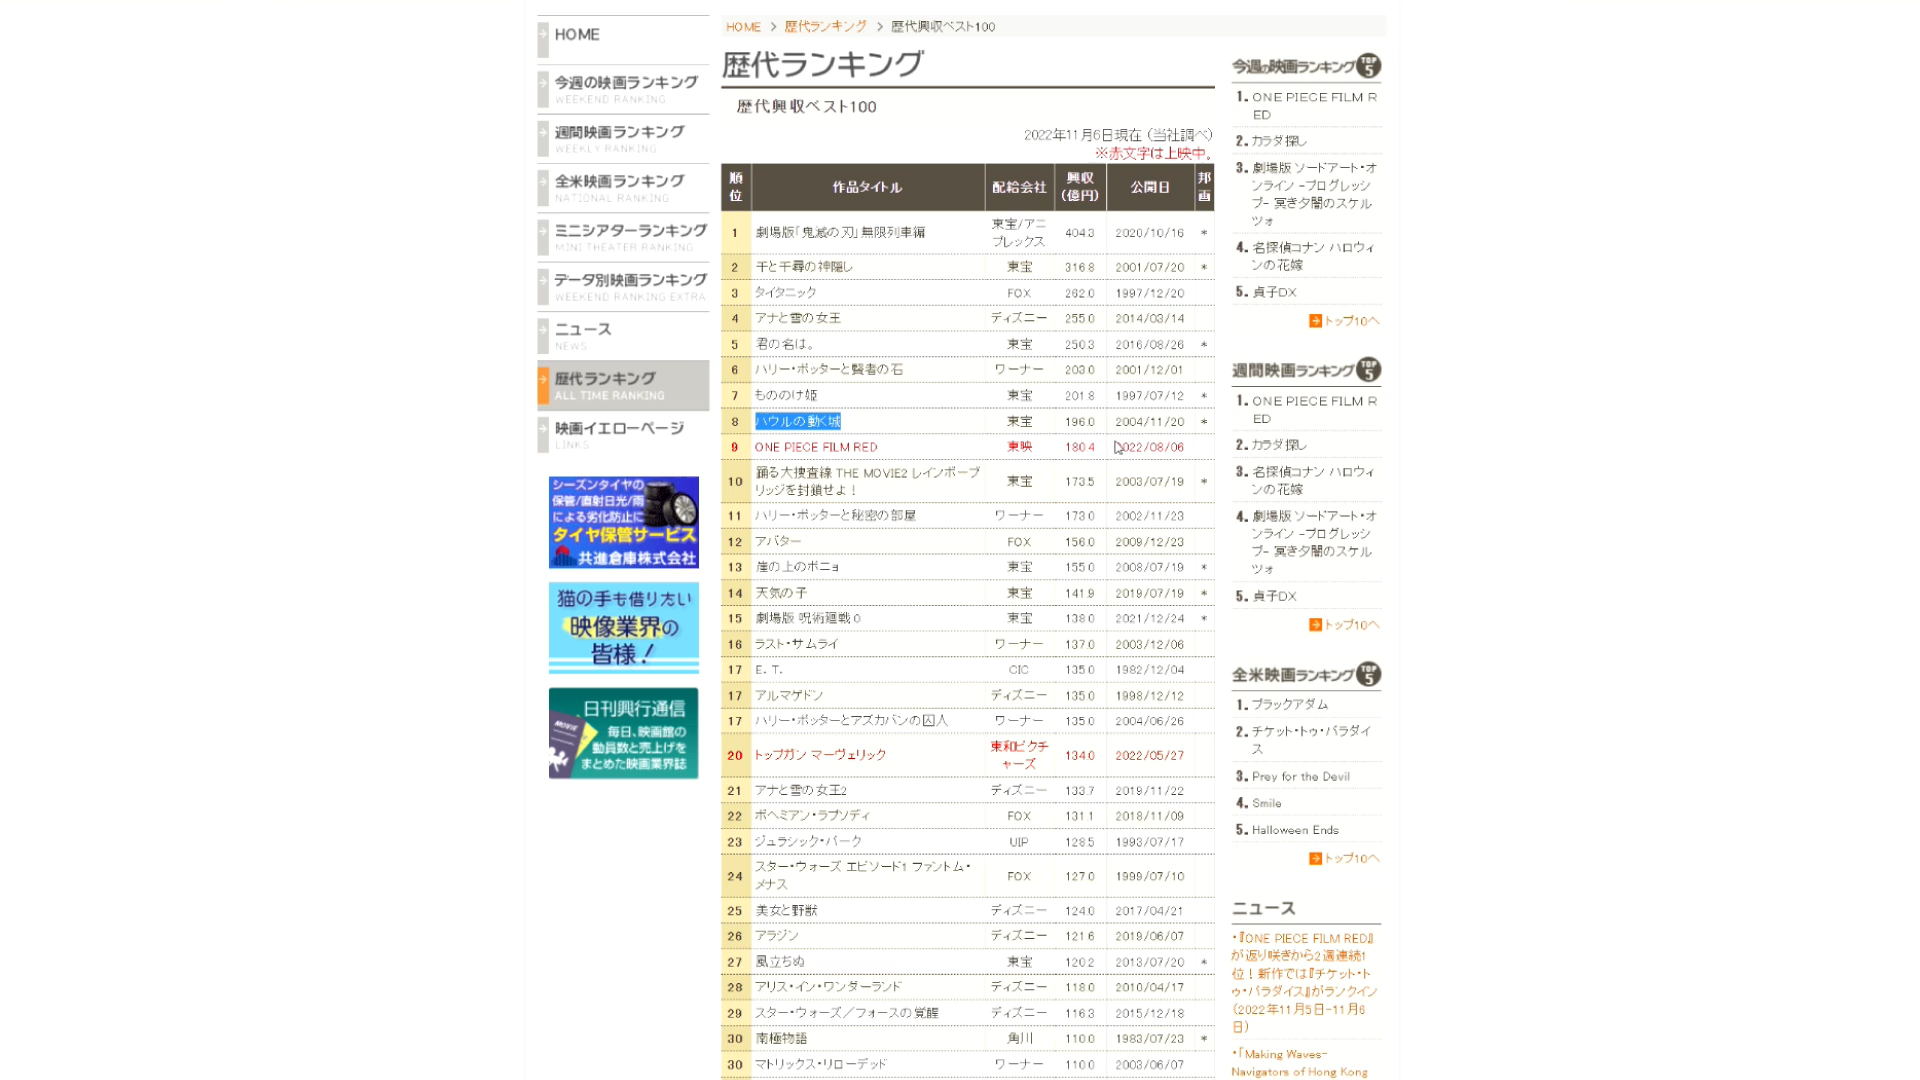 HOME
今週の映画ランキング
WEEKEND RANKING
週間映画ランキング
WEEKLY RANKING
全米映画ランキング
NATIONAL RANKING
ミニシアターランキング
MINI THEATER RANKING
データ別映画ランキング
WEEKEND RANKING EXTRA
ニュース
NEWS
歴代ランキング
ALL TIME RANKING
映画イエローページ
LINKS
シーズンタイヤの
保管/直射日光/雨
による劣化防止に
タイヤ保管サービス
共進倉庫株式会社
猫の手も借りたい
映像業界の
皆様！
日刊興行通信
MOVIE
毎日、映画館の
動員数と売上げを
まとめた映画業界誌
HOME > 歴代ランキング > 歴代興収ベスト100
歴代ランキング
歴代興収ベスト100
2022年11月6日現在（当社調べ）
※赤文字は上映中。
順位 作品タイトル 配給会社 興収(億円) 公開日 邦画
1 劇場版「鬼滅の刃」無限列車編 東宝/アニプレックス 404.3 2020/10/16 *
2 千と千尋の神隠し 東宝 316.8 2001/07/20 *
3 タイタニック FOX 262.0 1997/12/20
4 アナと雪の女王 ディズニー 255.0 2014/03/14
5 君の名は。 東宝 250.3 2016/08/26 *
6 ハリー・ポッターと賢者の石 ワーナー 203.0 2001/12/01
7 もののけ姫 東宝 201.8 1997/07/12 *
8 ハウルの動く城 東宝 196.0 2004/11/20 *
9 ONE PIECE FILM RED 東映 180.4 2022/08/06
10 踊る大捜査線 THE MOVIE2 レインボーブリッジを封鎖せよ！ 東宝 173.5 2003/07/19 *
11 ハリー・ポッターと秘密の部屋 ワーナー 173.0 2002/11/23
12 アバター FOX 156.0 2009/12/23
13 崖の上のポニョ 東宝 155.0 2008/07/19 *
14 天気の子 東宝 141.9 2019/07/19 *
15 劇場版 呪術廻戦 0 東宝 138.0 2021/12/24 *
16 ラスト・サムライ ワーナー 137.0 2003/12/06
17 E. T. CIC 135.0 1982/12/04
17 アルマゲドン ディズニー 135.0 1998/12/12
17 ハリー・ポッターとアズカバンの囚人 ワーナー 135.0 2004/06/26
20 トップガン マーヴェリック 東和ピクチャーズ 134.0 2022/05/27
21 アナと雪の女王2 ディズニー 133.7 2019/11/22
22 ボヘミアン・ラプソディ FOX 131.1 2018/11/09
23 ジュラシック・パーク UIP 128.5 1993/07/17
24 スター・ウォーズ エピソード1 ファントム・メナス FOX 127.0 1999/07/10
25 美女と野獣 ディズニー 124.0 2017/04/21
26 アラジン ディズニー 121.6 2019/06/07
27 風立ちぬ 東宝 120.2 2013/07/20 *
28 アリス・イン・ワンダーランド ディズニー 118.0 2010/04/17
29 スター・ウォーズ／フォースの覚醒 ディズニー 116.3 2015/12/18
30 南極物語 角川 110.0 1983/07/23 *
30 マトリックス・リローデッド ワーナー 110.0 2003/06/07
今週の映画ランキング TOP 5
1. ONE PIECE FILM R
ED
2. カラダ探し
3. 劇場版 ソードアート・オ
ンライン -プログレッシ
ブ- 冥き夕闇のスケル
ツォ
4. 名探偵コナン ハロウィ
ンの花嫁
5. 貞子DX
トップ10へ
週間映画ランキング TOP 5
1. ONE PIECE FILM R
ED
2. カラダ探し
3. 名探偵コナン ハロウィ
ンの花嫁
4. 劇場版 ソードアート・オ
ンライン -プログレッシ
ブ- 冥き夕闇のスケル
ツォ
5. 貞子DX
トップ10へ
全米映画ランキング TOP 5
1. ブラックアダム
2. チケット・トゥ・パラダイ
ス
3. Prey for the Devil
4. Smile
5. Halloween Ends
トップ10へ
ニュース
・『ONE PIECE FILM RED』
が返り咲きから2週連続1
位！新作では『チケット・ト
ゥ・パラダイス』がランクイン
（2022年11月5日-11月6
日）
・「Making Waves-
Navigators of Hong Kong